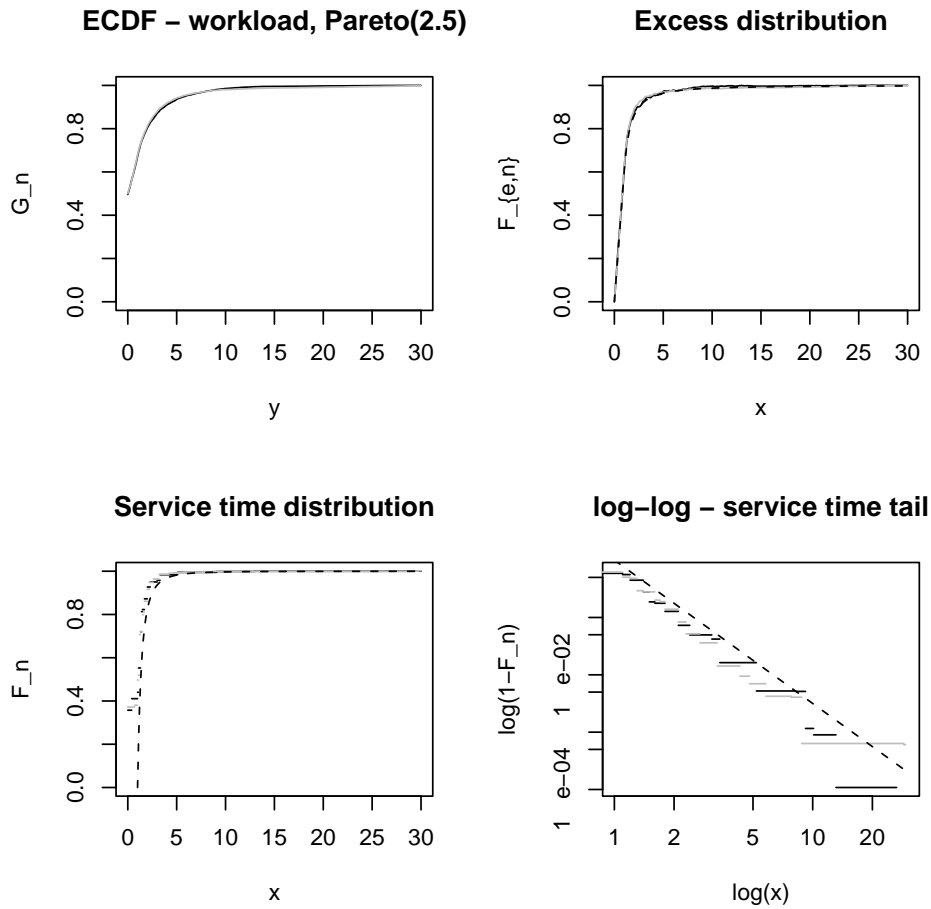 ECDF − workload, Pareto(2.5)
G_n
0.0 0.4 0.8
0 5 10 15 20 25 30
y
Excess distribution
F_{e,n}
0.0 0.4 0.8
0 5 10 15 20 25 30
x
Service time distribution
F_n
0.0 0.4 0.8
0 5 10 15 20 25 30
x
log−log − service time tail
log(1−F_n)
1 e−04 1 e−02
1 2 5 10 20
log(x)